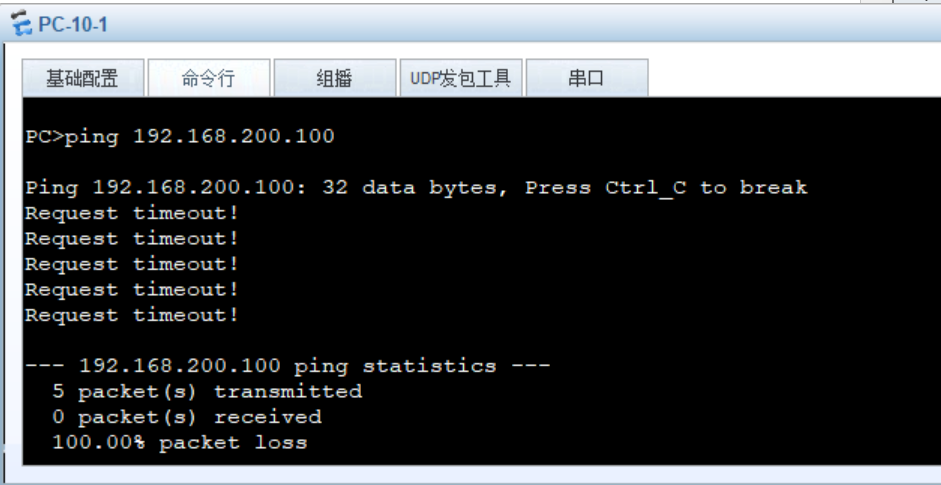 PC-10-1
基础配置 命令行 组播 UDP发包工具 串口
PC>ping 192.168.200.100
Ping 192.168.200.100: 32 data bytes, Press Ctrl_C to break
Request timeout!
Request timeout!
Request timeout!
Request timeout!
Request timeout!
--- 192.168.200.100 ping statistics ---
5 packet(s) transmitted
0 packet(s) received
100.00% packet loss